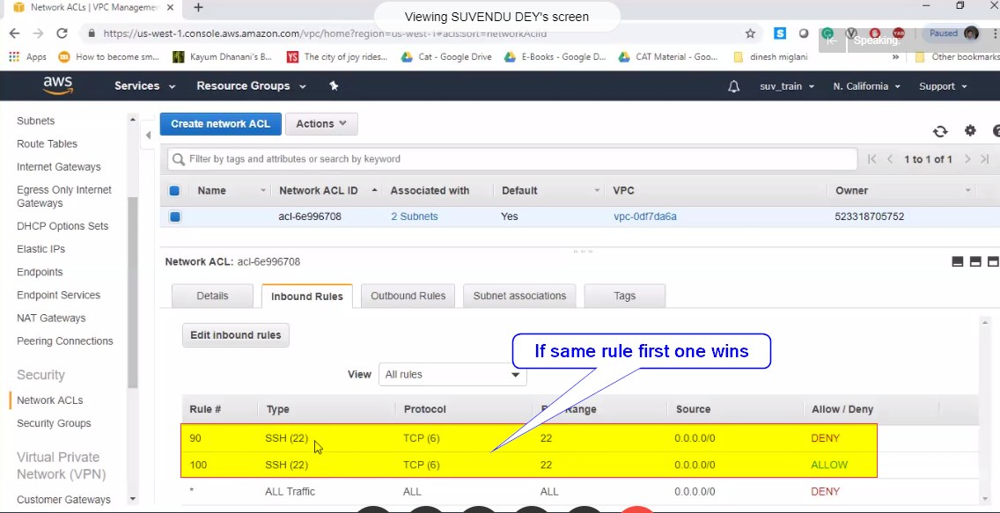 Network ACLs | VPC Managemen
Viewing SUVENDU DEY's screen
https://us-west-1.console.aws.amazon.com/vpc/home?region=us-west-1#acls:sort=networkAclId
Paused
Speaking:
Apps How to become sm... Kayum Dhanani's B... The city of joy rides... Cat - Google Drive E-Books - Google D... CAT Material - Goo... dinesh miglani » Other bookmarks
aws Services Resource Groups suv_train N. California Support
Subnets
Route Tables
Internet Gateways
Egress Only Internet
Gateways
DHCP Options Sets
Elastic IPs
Endpoints
Endpoint Services
NAT Gateways
Peering Connections
Security
Network ACLs
Security Groups
Virtual Private
Network (VPN)
Customer Gateways
Create network ACL Actions
Filter by tags and attributes or search by keyword
1 to 1 of 1
Name Network ACL ID Associated with Default VPC Owner
acl-6e996708 2 Subnets Yes vpc-0df7da6a 523318705752
Network ACL: acl-6e996708
Details Inbound Rules Outbound Rules Subnet associations Tags
Edit inbound rules
If same rule first one wins
View All rules
Rule # Type Protocol Range Source Allow / Deny
90 SSH (22) TCP (6) 22 0.0.0.0/0 DENY
100 SSH (22) TCP (6) 22 0.0.0.0/0 ALLOW
* ALL Traffic ALL ALL 0.0.0.0/0 DENY